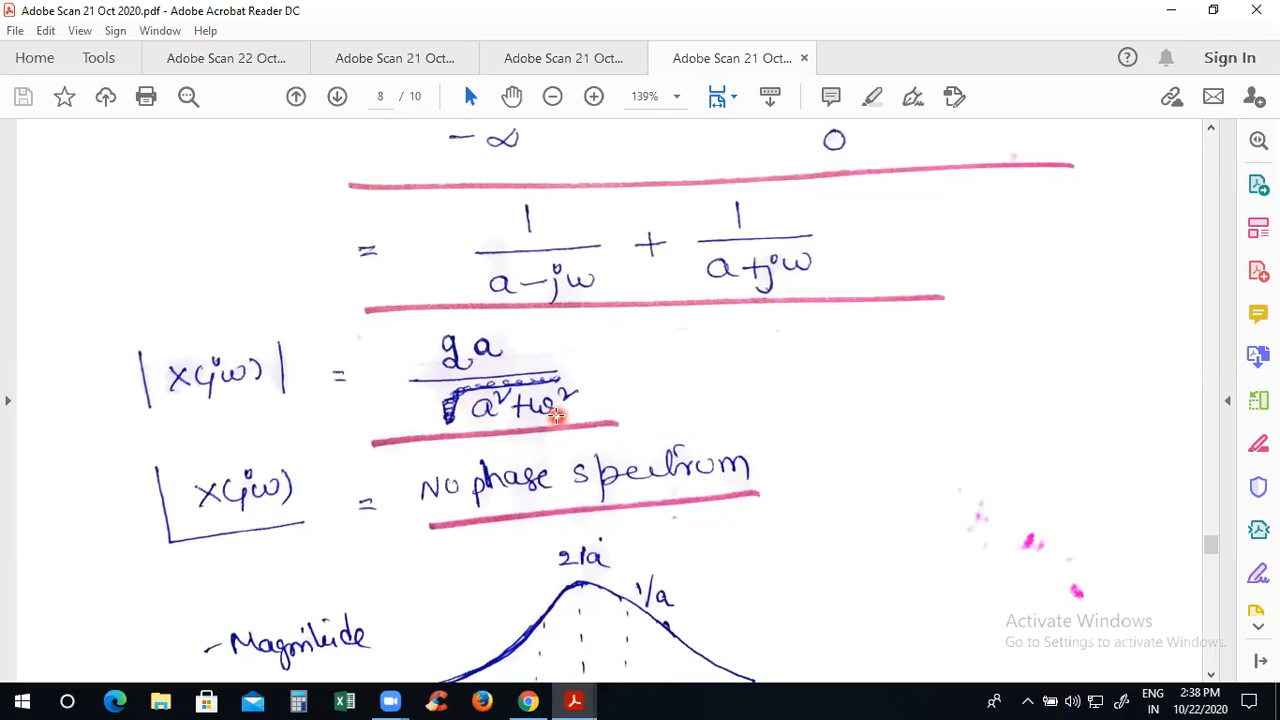 Adobe Scan 21 Oct 2020.pdf - Adobe Acrobat Reader DC
File Edit View Sign Window Help
Home Tools Adobe Scan 22 Oct... Adobe Scan 21 Oct... Adobe Scan 21 Oct... Adobe Scan 21 Oct... × Sign In
8 / 10 139%
- ∞ 0
= 1/(a-jω) + 1/(a+jω)
|X(jω)| = 2a/(a²+ω²)
∠X(jω) = No phase spectrum
2/a
1/a
- Magnitude
Activate Windows
Go to Settings to activate Windows.
ENG 2:38 PM
IN 10/22/2020